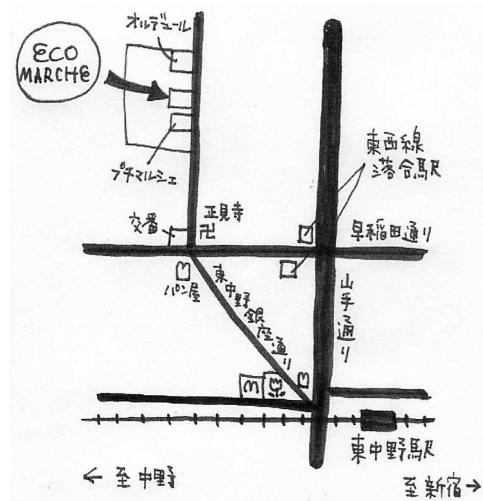 オルデュール
ECO
MARCHE
プチマルシェ
東西線
落合駅
交番
正見寺
卍
早稲田通り
パン屋
東中野銀座通り
山手通り
M
東中野駅
← 至中野
至新宿 →